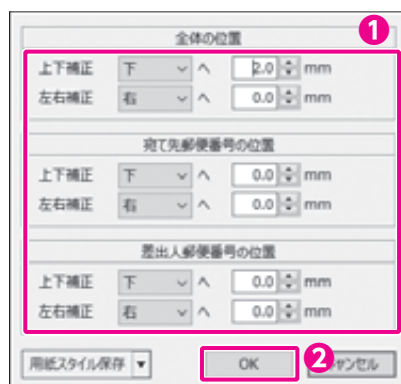 全体の位置
1
上下補正 下 へ 2.0 mm
左右補正 右 へ 0.0 mm
宛て先郵便番号の位置
上下補正 下 へ 0.0 mm
左右補正 右 へ 0.0 mm
差出人郵便番号の位置
上下補正 下 へ 0.0 mm
左右補正 右 へ 0.0 mm
用紙スタイル保存 OK 2 ャンセル